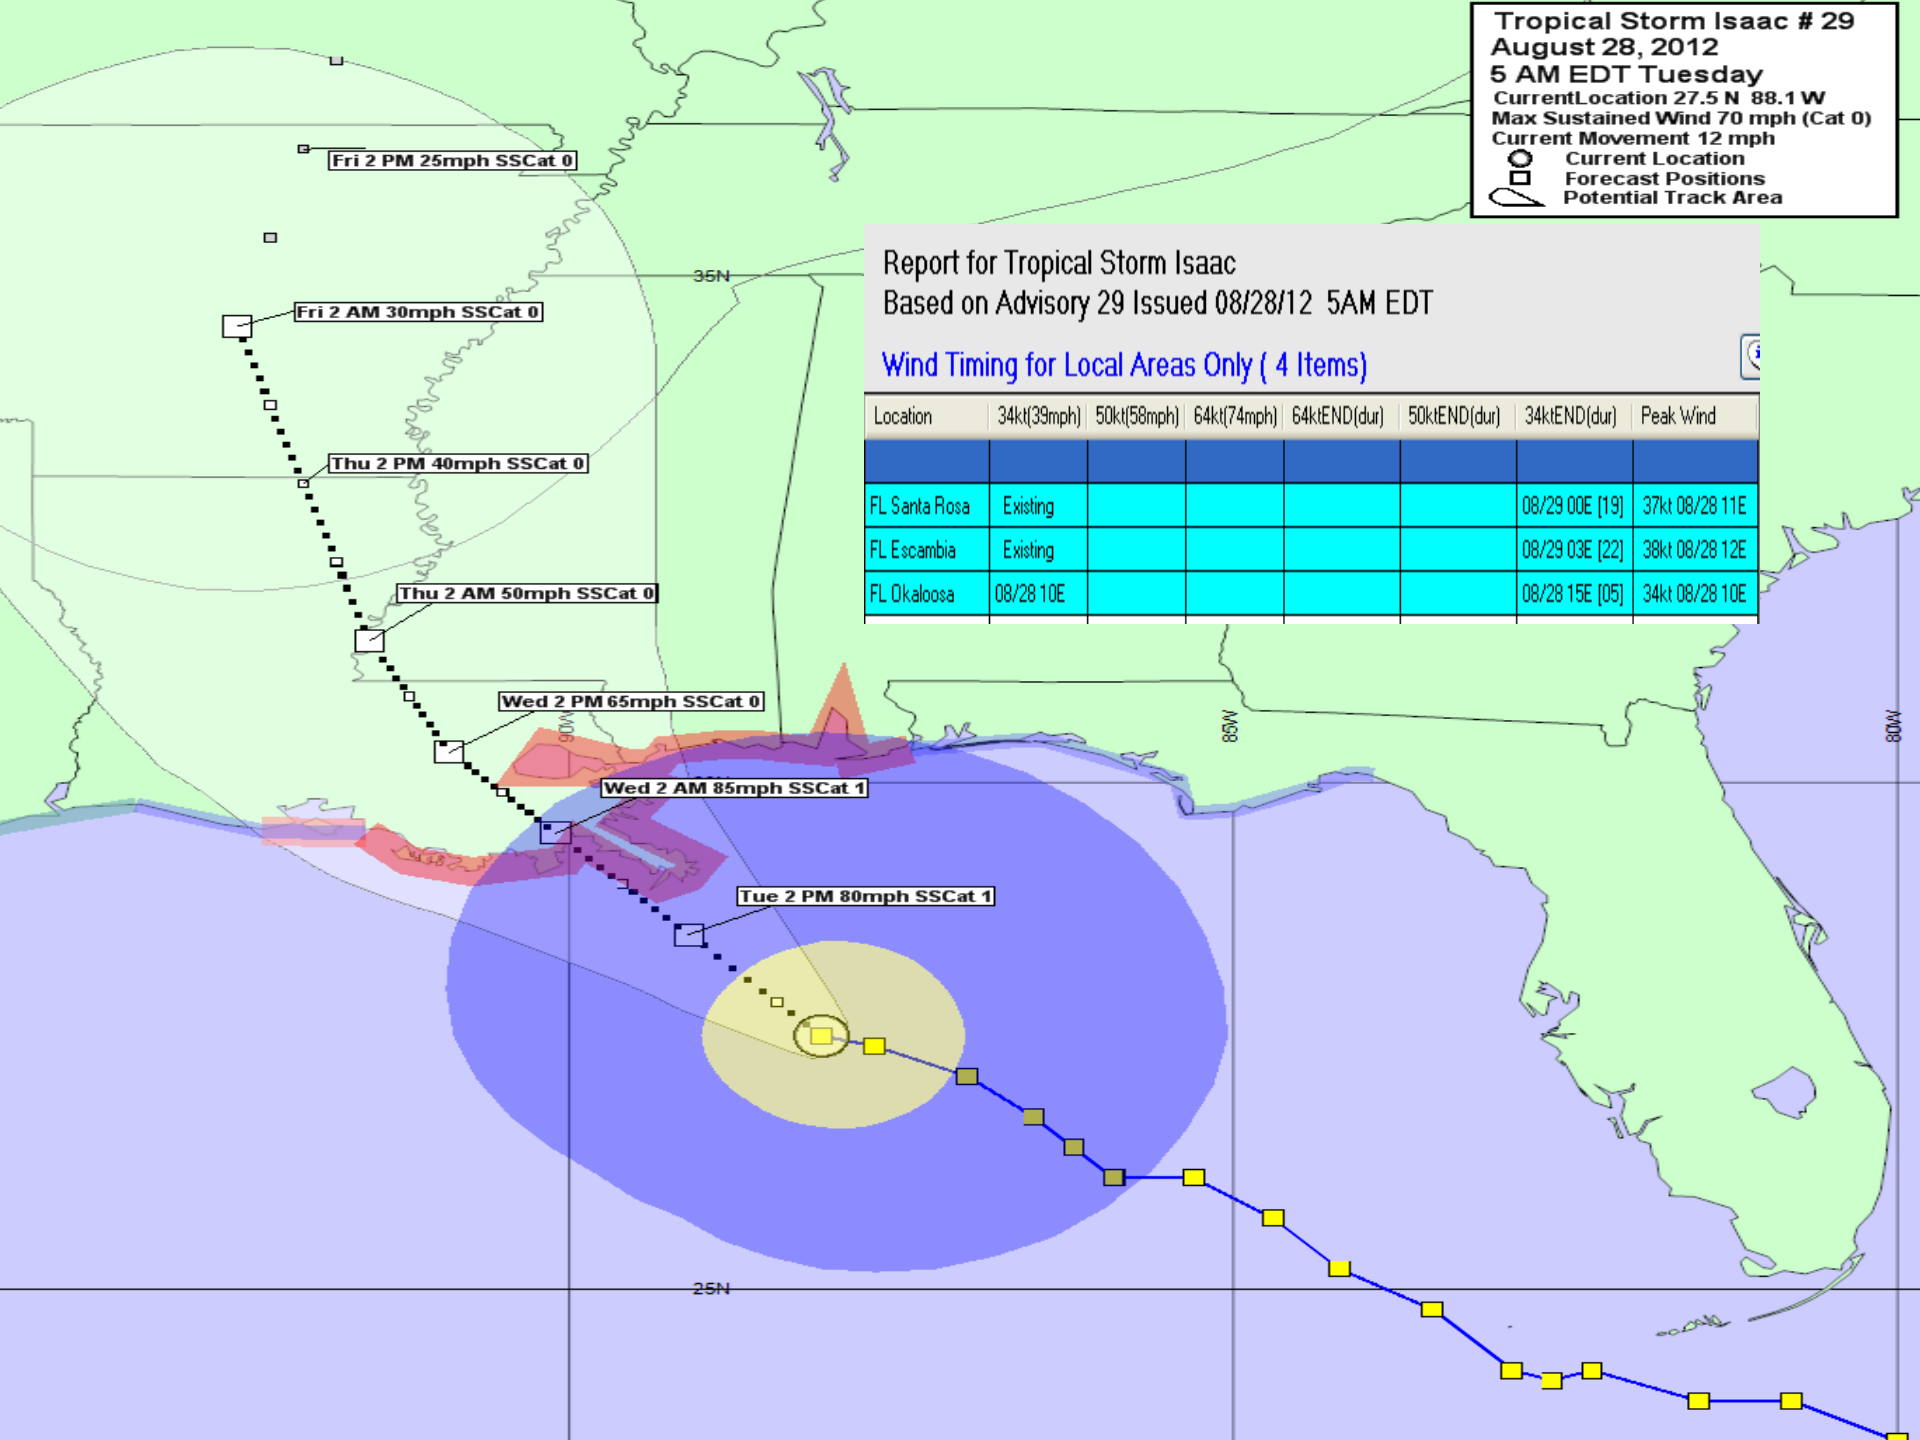 Tropical Storm Isaac # 29
August 28, 2012
5 AM EDT Tuesday
CurrentLocation 27.5 N 88.1 W
Max Sustained Wind 70 mph (Cat 0)
Current Movement 12 mph
Current Location
Forecast Positions
Potential Track Area
Fri 2 PM 25mph SSCat 0
35N
Report for Tropical Storm Isaac
Based on Advisory 29 Issued 08/28/12 5AM EDT
Fri 2 AM 30mph SSCat 0
Wind Timing for Local Areas Only ( 4 Items)
Location 34kt(39mph) 50kt(58mph) 64kt(74mph) 64ktEND(dur) 50ktEND(dur) 34ktEND(dur) Peak Wind
Thu 2 PM 40mph SSCat 0
FL Santa Rosa Existing 08/29 00E [19] 37kt 08/28 11E
FL Escambia Existing 08/29 03E [22] 38kt 08/28 12E
FL Okaloosa 08/28 10E 08/28 15E [05] 34kt 08/28 10E
Thu 2 AM 50mph SSCat 0
Wed 2 PM 65mph SSCat 0
90W
85W
80W
Wed 2 AM 85mph SSCat 1
Tue 2 PM 80mph SSCat 1
25N